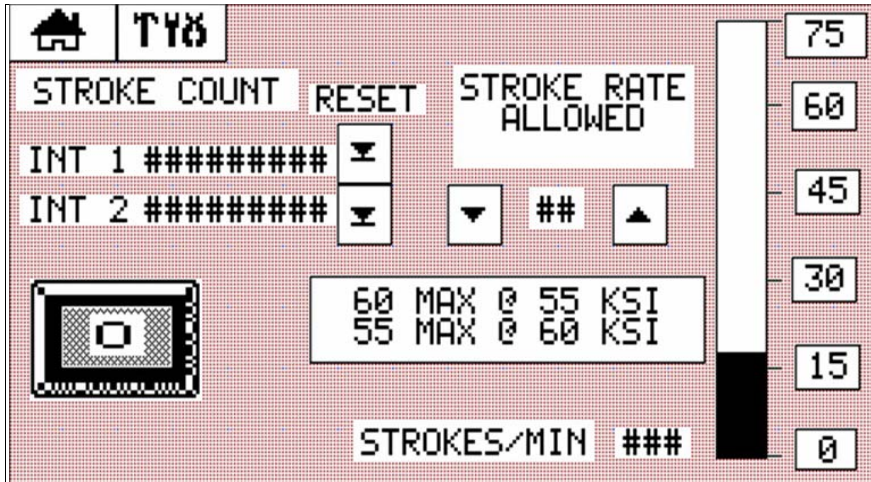 STROKE COUNT
RESET
STROKE RATE
ALLOWED
INT 1 #########
INT 2 #########
##
60 MAX @ 55 KSI
55 MAX @ 60 KSI
STROKES/MIN ###
75
60
45
30
15
0